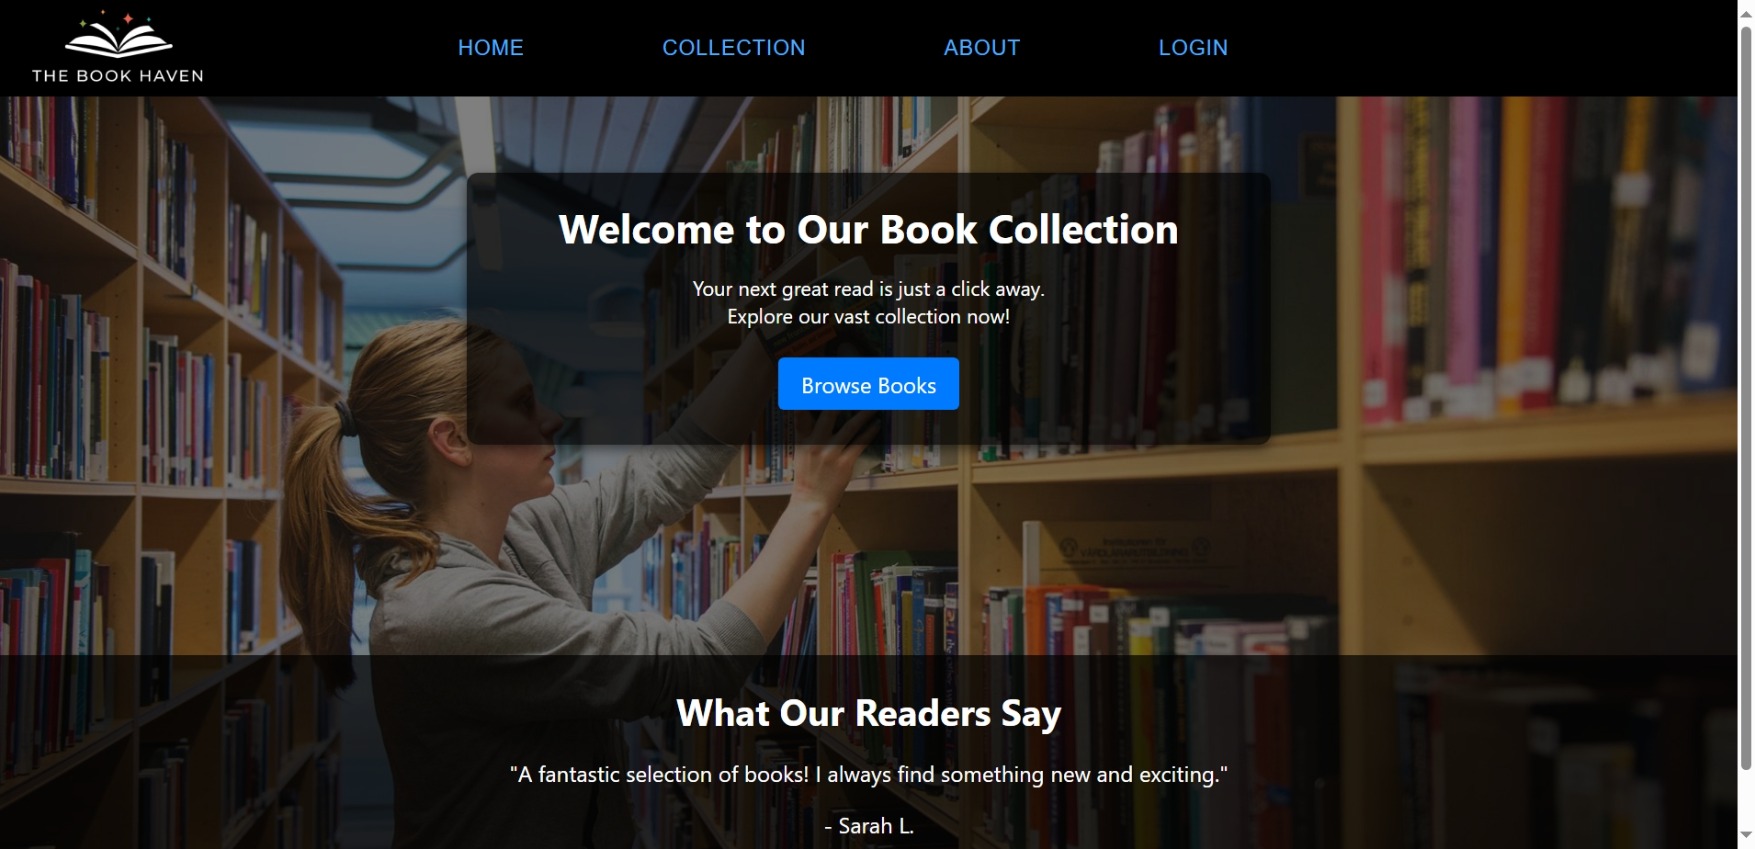 THE BOOK HAVEN
HOME COLLECTION ABOUT LOGIN
Welcome to Our Book Collection
Your next great read is just a click away.
Explore our vast collection now!
Browse Books
What Our Readers Say
"A fantastic selection of books! I always find something new and exciting."
- Sarah L.